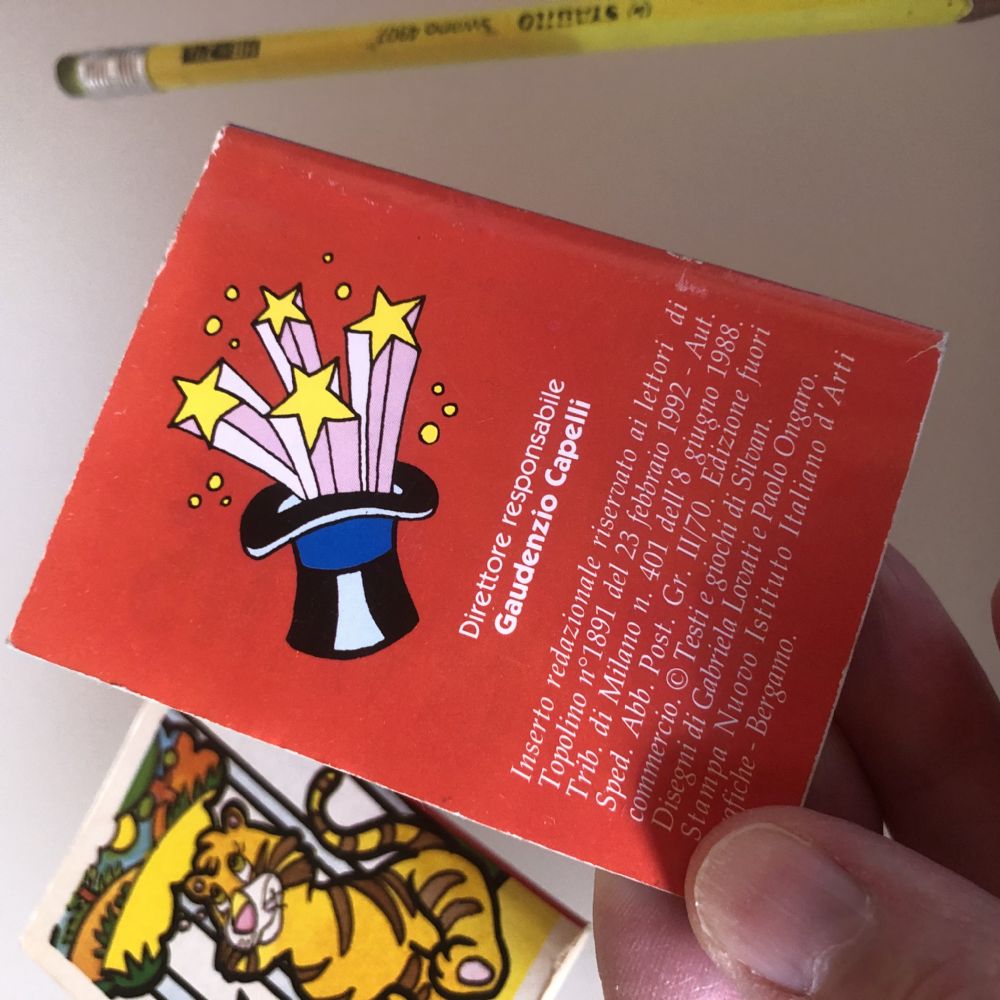 STABILO
Swano 4907
Direttore responsabile
Gaudenzio Capelli
Inserto redazionale riservato ai lettori di
Topolino n°1891 del 23 febbraio 1992 - Aut.
Trib. di Milano n. 401 dell'8 giugno 1988.
Sped. Abb. Post. Gr. II/70. Edizione fuori
commercio. © Testi e giochi di Silvan.
Disegni di Gabriela Lovati e Paolo Ongaro.
Stampa Nuovo Istituto Italiano d'Arti
- Bergamo.